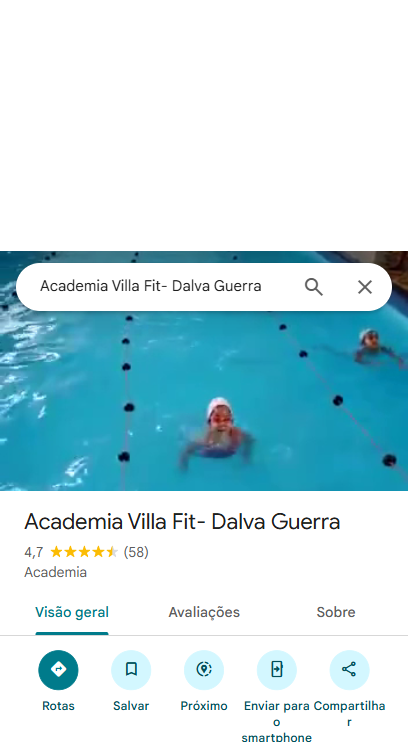 Academia Villa Fit- Dalva Guerra
Academia Villa Fit- Dalva Guerra
4,7 (58)
Academia
Visão geral Avaliações Sobre
Rotas Salvar Próximo Enviar para o smartphone Compartilhar